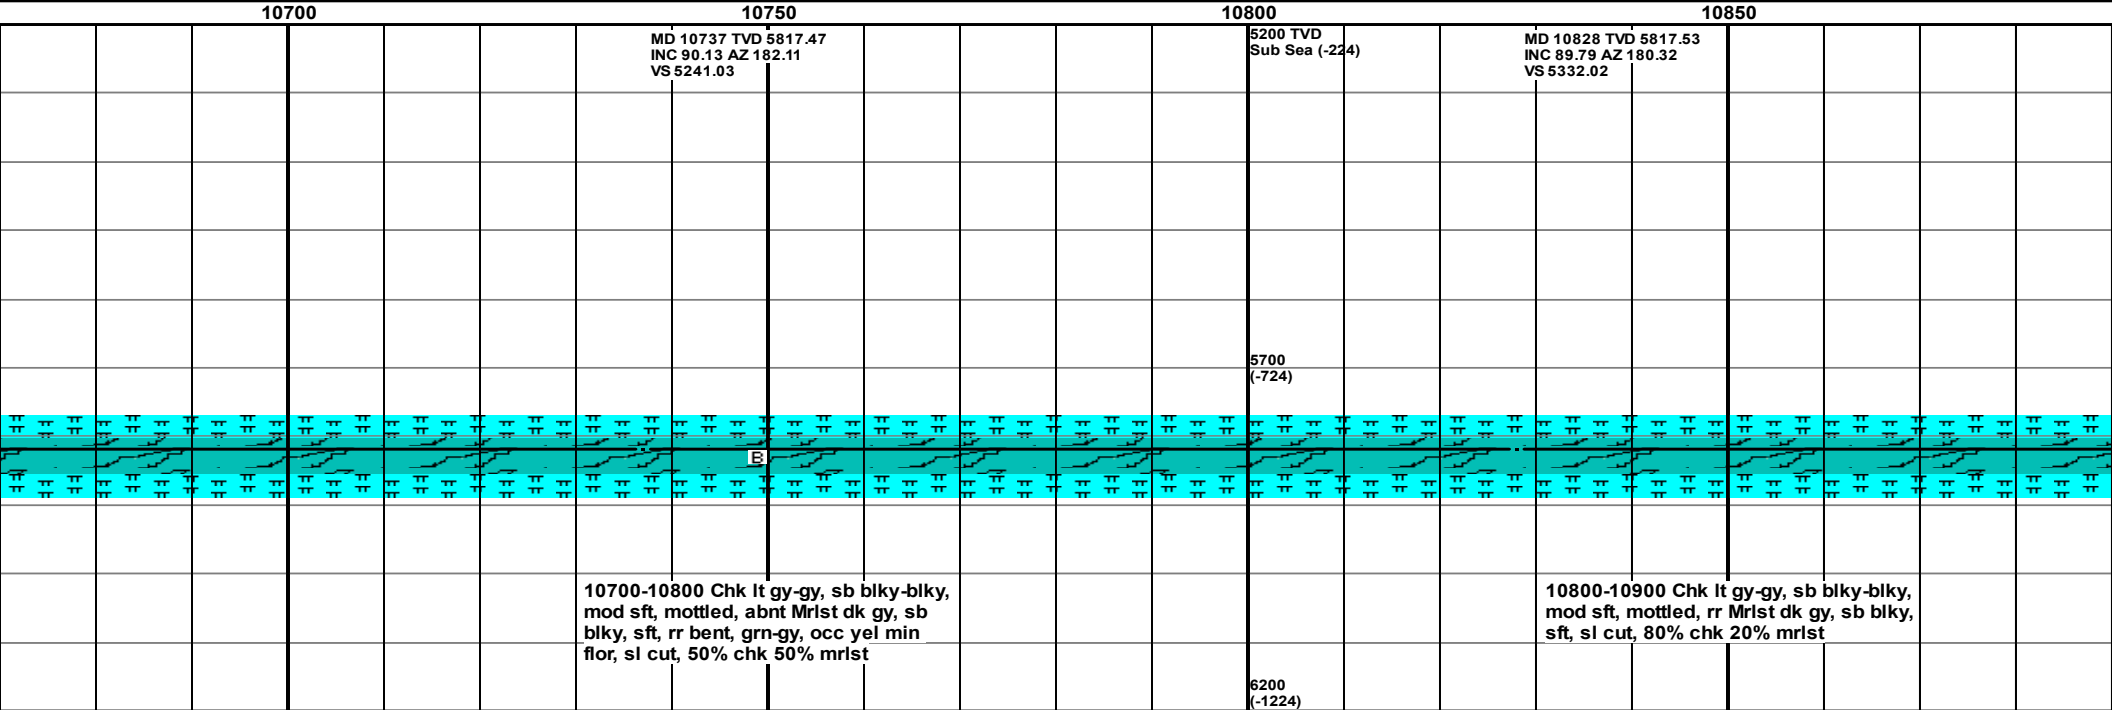 10700
10750
10800
10850
MD 10737 TVD 5817.47
INC 90.13 AZ 182.11
VS 5241.03
5200 TVD
Sub Sea (-224)
MD 10828 TVD 5817.53
INC 89.79 AZ 180.32
VS 5332.02
5700
(-724)
B
10700-10800 Chk lt gy-gy, sb blky-blky,
mod sft, mottled, abnt Mrlst dk gy, sb
blky, sft, rr bent, grn-gy, occ yel min
flor, sl cut, 50% chk 50% mrlst
10800-10900 Chk lt gy-gy, sb blky-blky,
mod sft, mottled, rr Mrlst dk gy, sb blky,
sft, sl cut, 80% chk 20% mrlst
6200
(-1224)